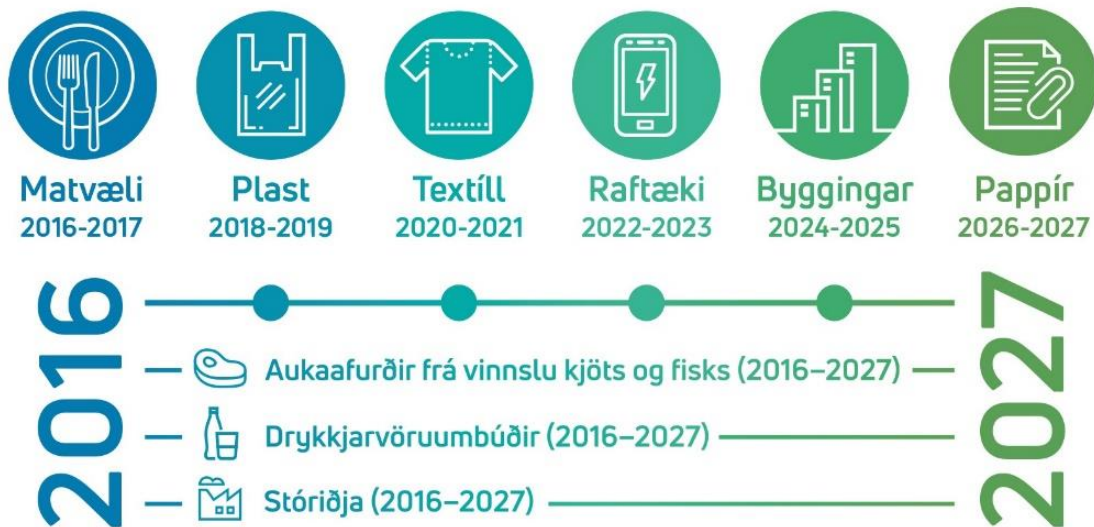 Matvæli
2016-2017
Plast
2018-2019
Textíll
2020-2021
Raftæki
2022-2023
Byggingar
2024-2025
Pappír
2026-2027
2016
2027
Aukaafurðir frá vinnslu kjöts og fisks (2016–2027)
Drykkjarvöruumbúðir (2016–2027)
Stóriðja (2016–2027)